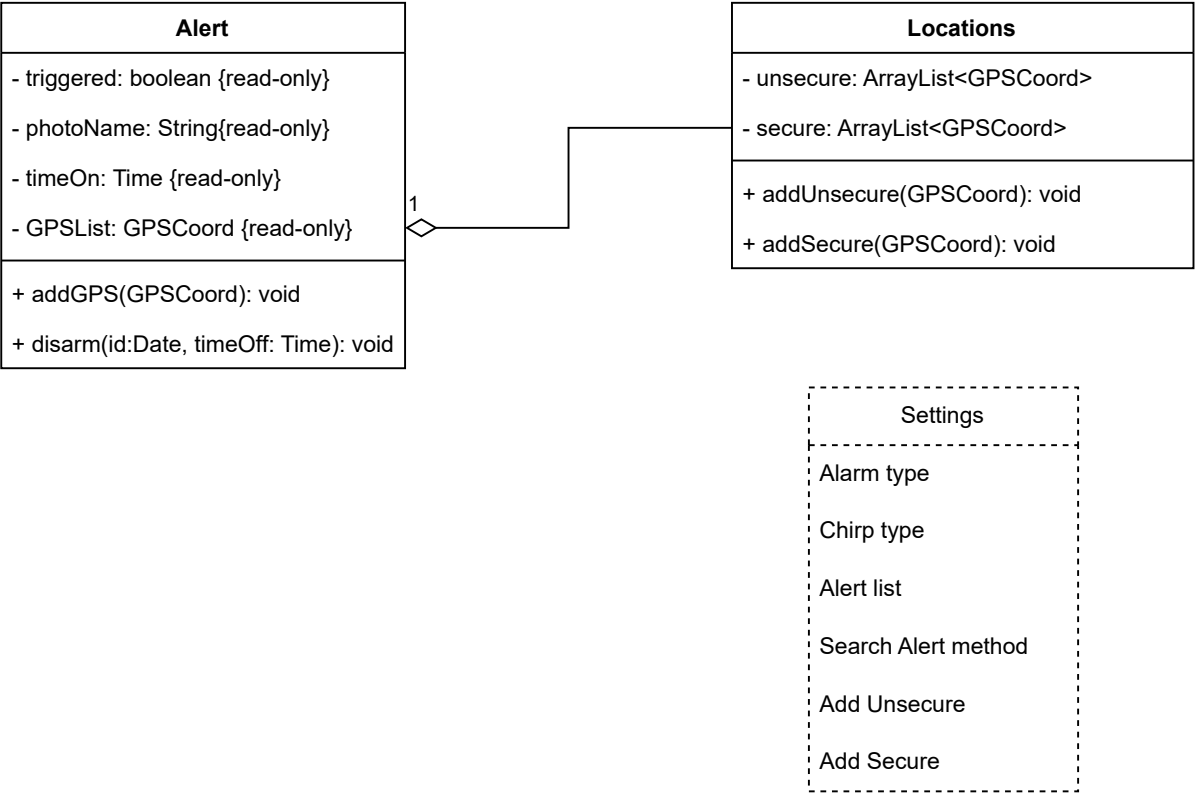 Alert
- triggered: boolean {read-only}
- photoName: String{read-only}
- timeOn: Time {read-only}
- GPSList: GPSCoord {read-only}
+ addGPS(GPSCoord): void
+ disarm(id:Date, timeOff: Time): void
1
Locations
- unsecure: ArrayList<GPSCoord>
- secure: ArrayList<GPSCoord>
+ addUnsecure(GPSCoord): void
+ addSecure(GPSCoord): void
Settings
Alarm type
Chirp type
Alert list
Search Alert method
Add Unsecure
Add Secure